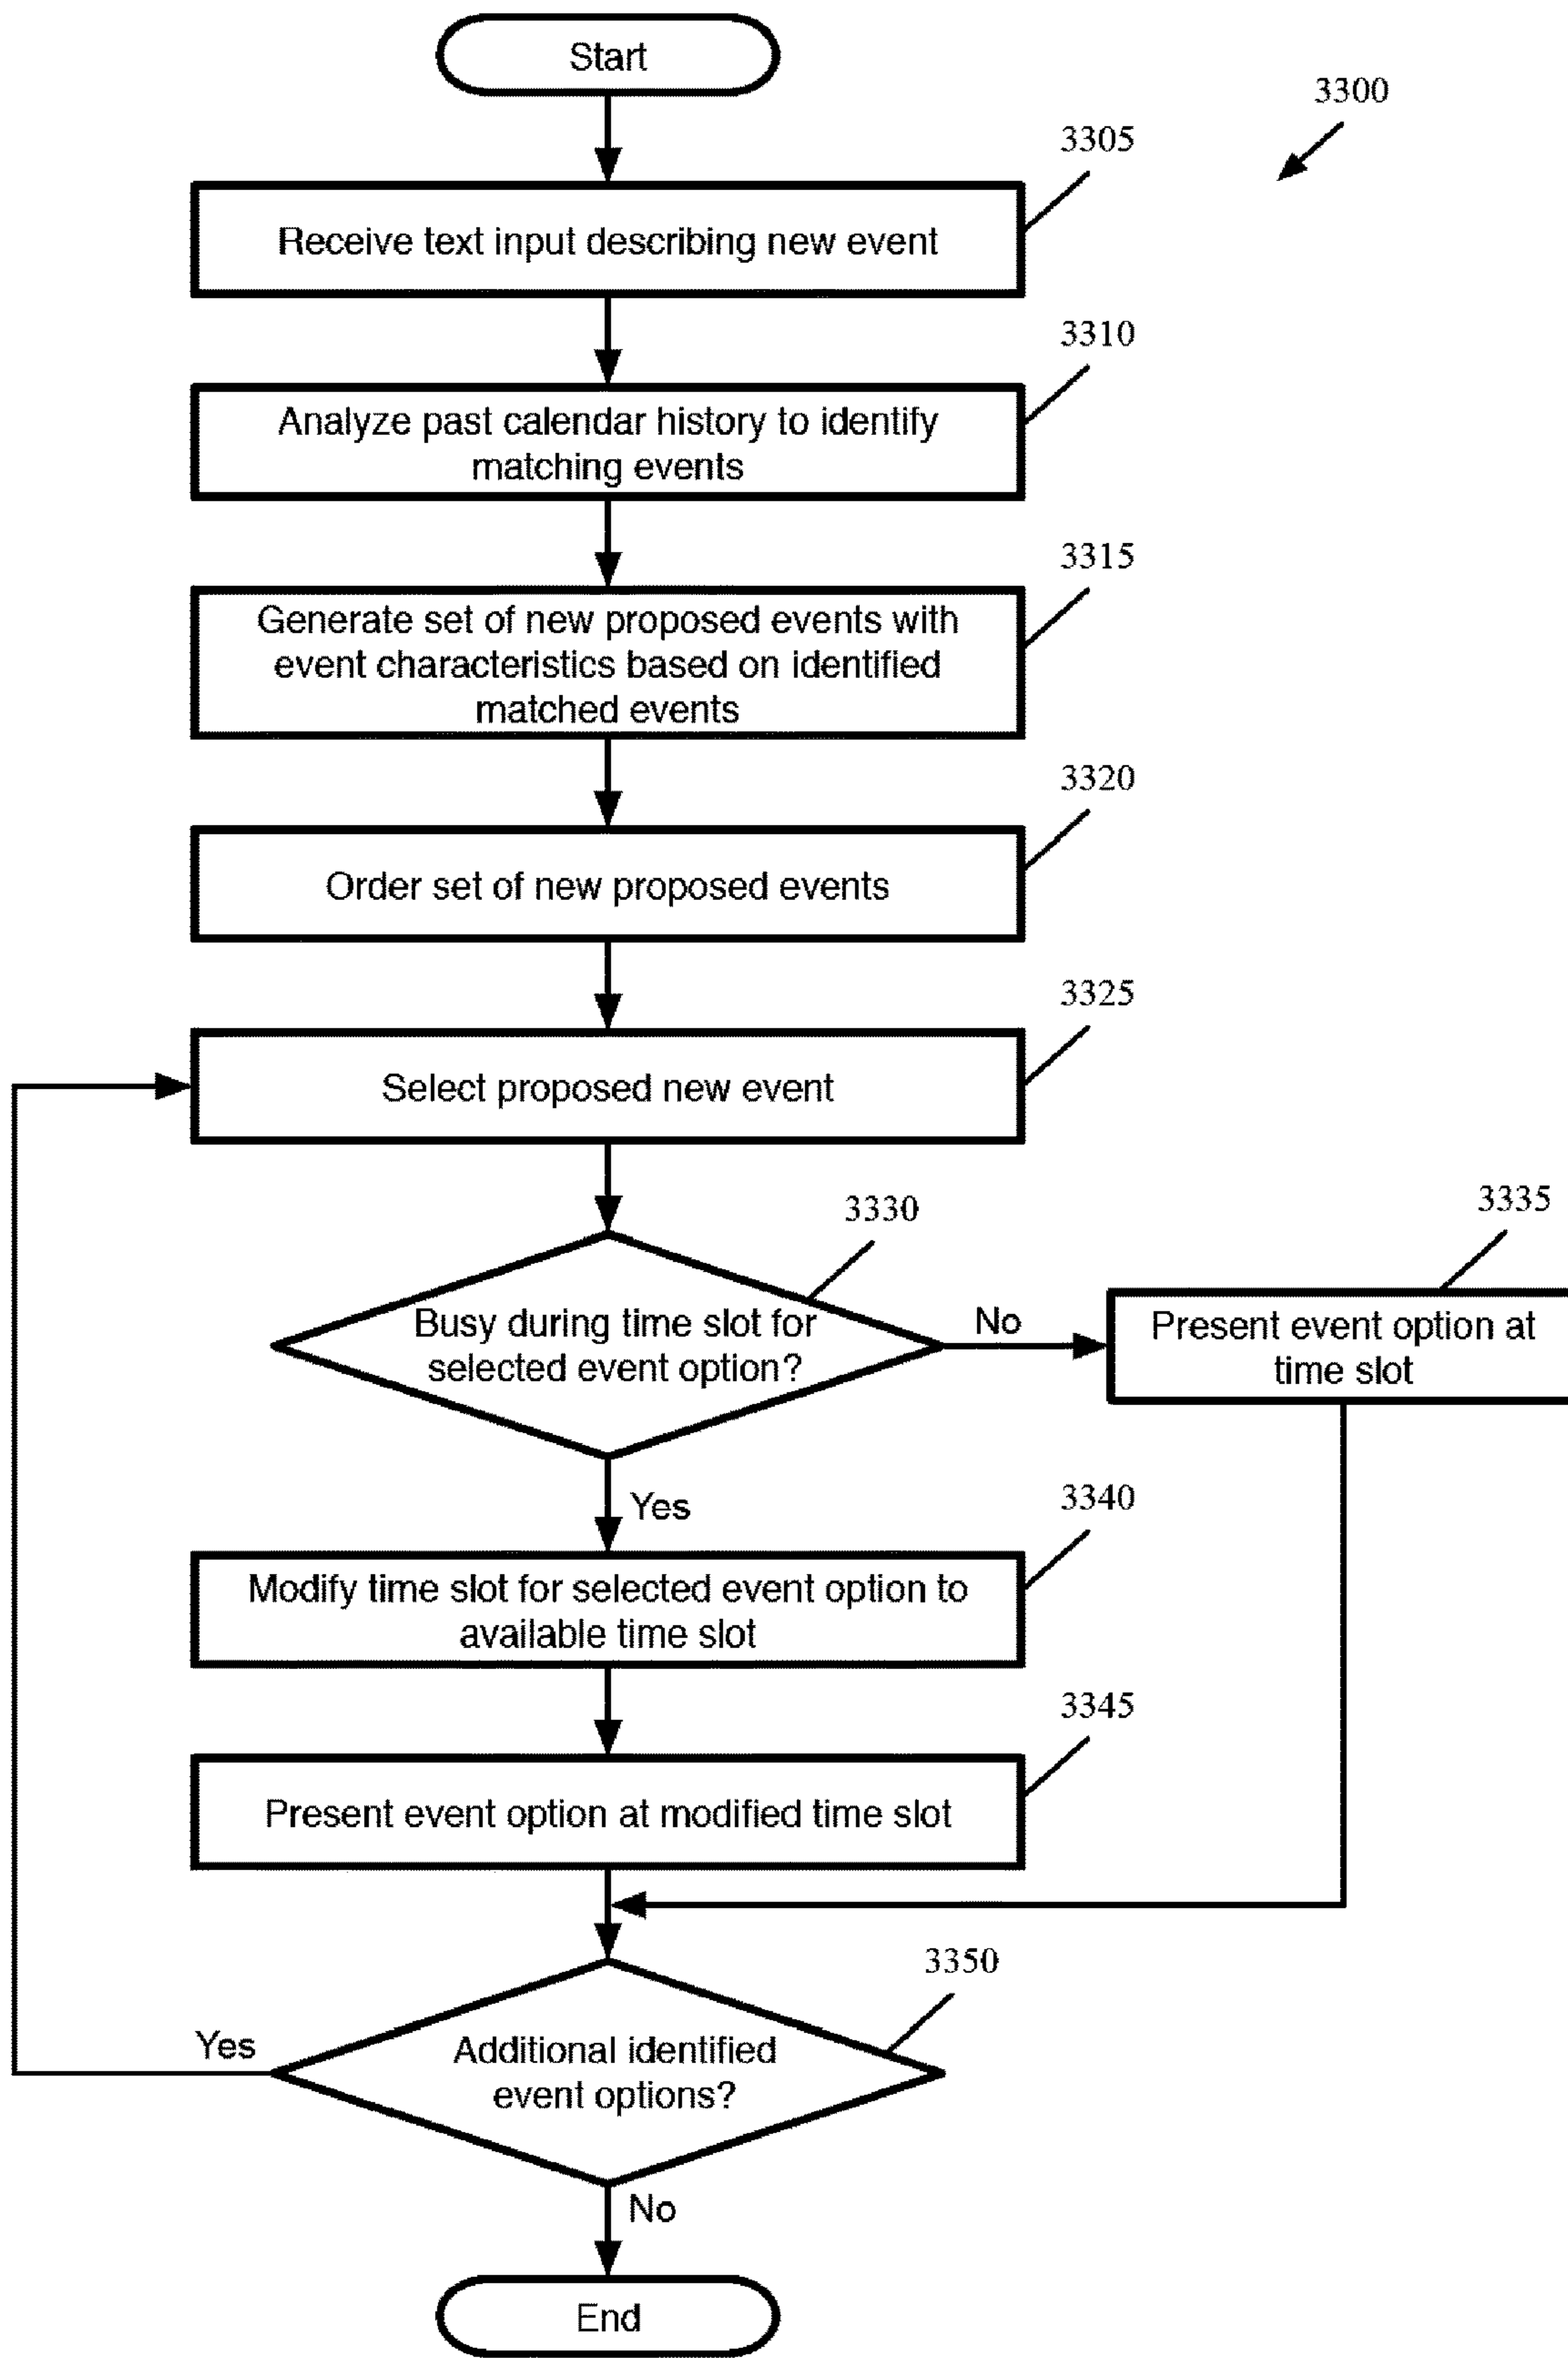 Start
3300
3305
Receive text input describing new event
3310
Analyze past calendar history to identify
matching events
3315
Generate set of new proposed events with
event characteristics based on identified
matched events
3320
Order set of new proposed events
3325
Select proposed new event
3330
Busy during time slot for
selected event option?
No
3335
Present event option at
time slot
Yes
3340
Modify time slot for selected event option to
available time slot
3345
Present event option at modified time slot
3350
Additional identified
event options?
Yes
No
End